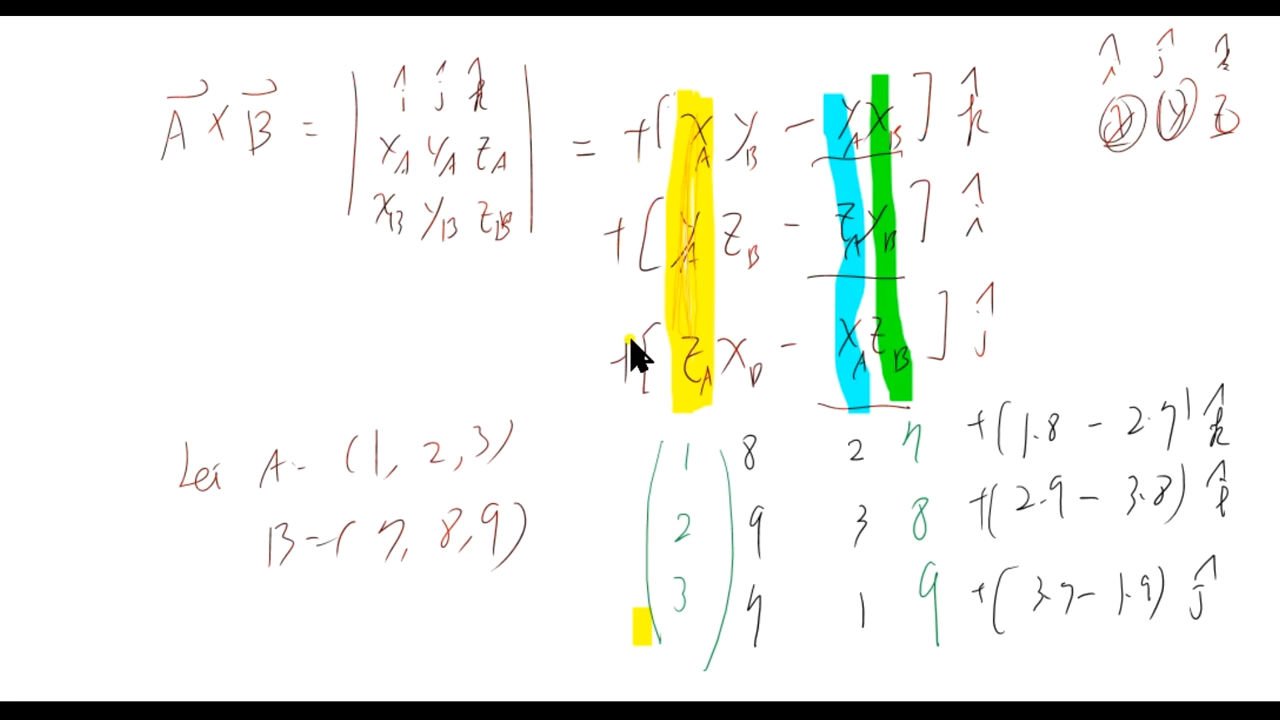 î ĵ k̂
(x) (y) z
A⃗ × B⃗ = | î ĵ k̂ | = +[ x_A y_B − y_A x_B ] k̂
| x_A y_A z_A |
| x_B y_B z_B |
+[ y_A z_B − z_A y_B ] î
+[ z_A x_B − x_A z_B ] ĵ
Let A = (1, 2, 3)
B = (7, 8, 9)
1 8 2 7 +(1.8 − 2.7) k̂
2 9 3 8 +(2.9 − 3.8) î
3 7 1 9 +(3.7 − 1.9) ĵ